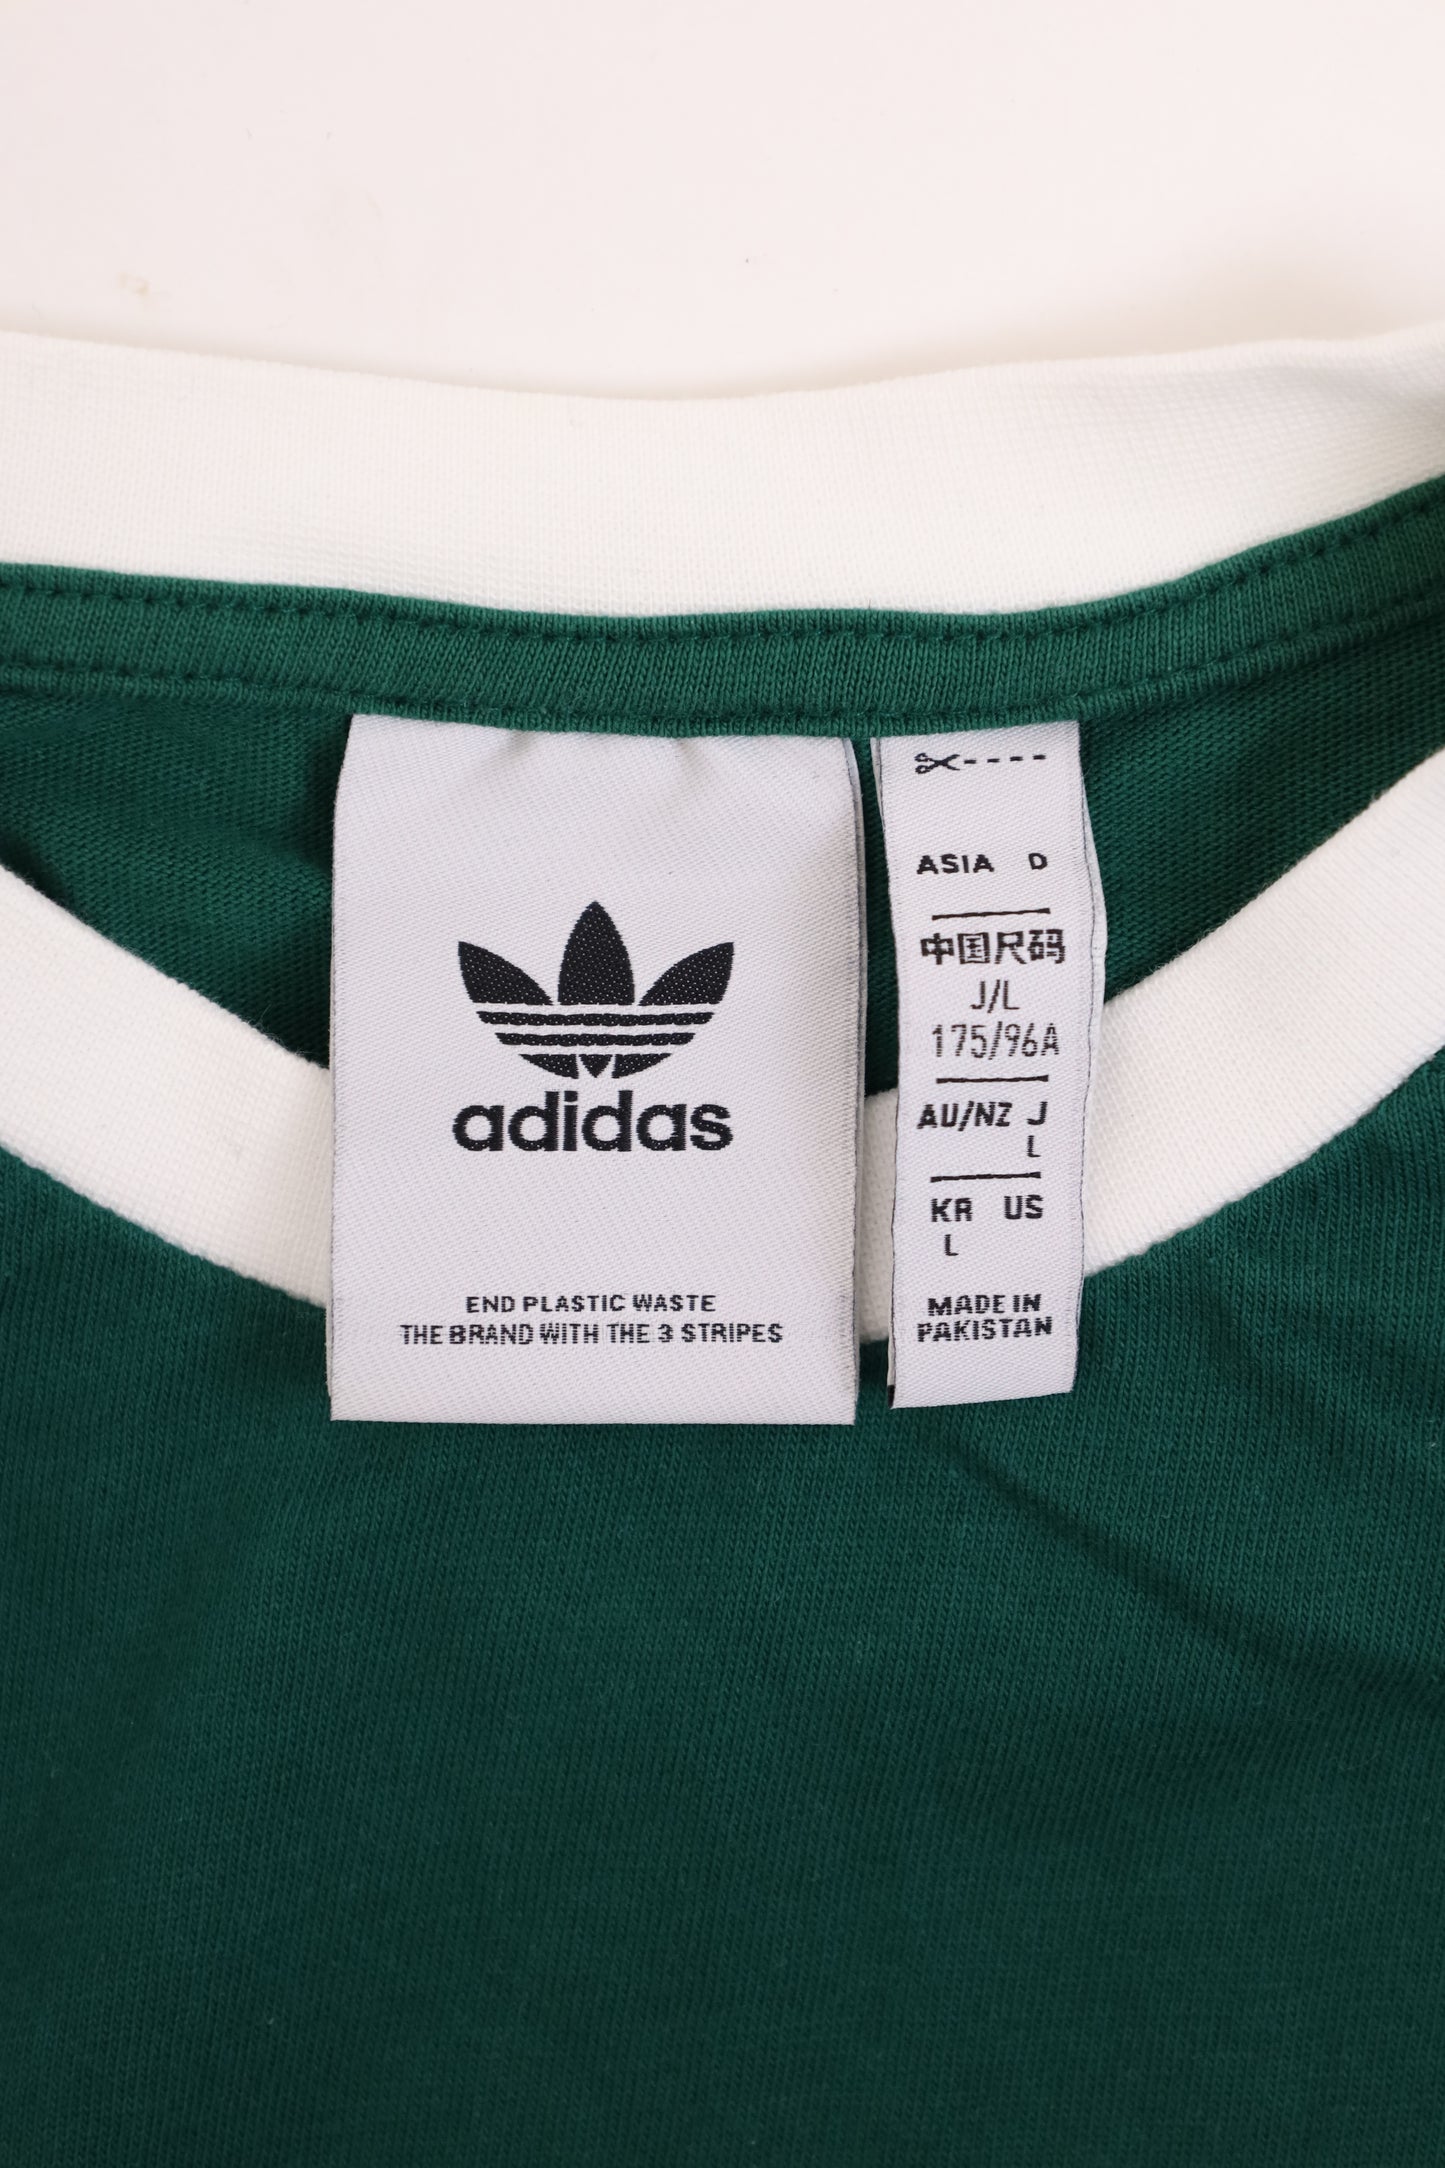 adidas
END PLASTIC WASTE
THE BRAND WITH THE 3 STRIPES
ASIA D
中国尺码
J/L
175/96A
AU/NZ J
L
KR US
L
MADE IN
PAKISTAN